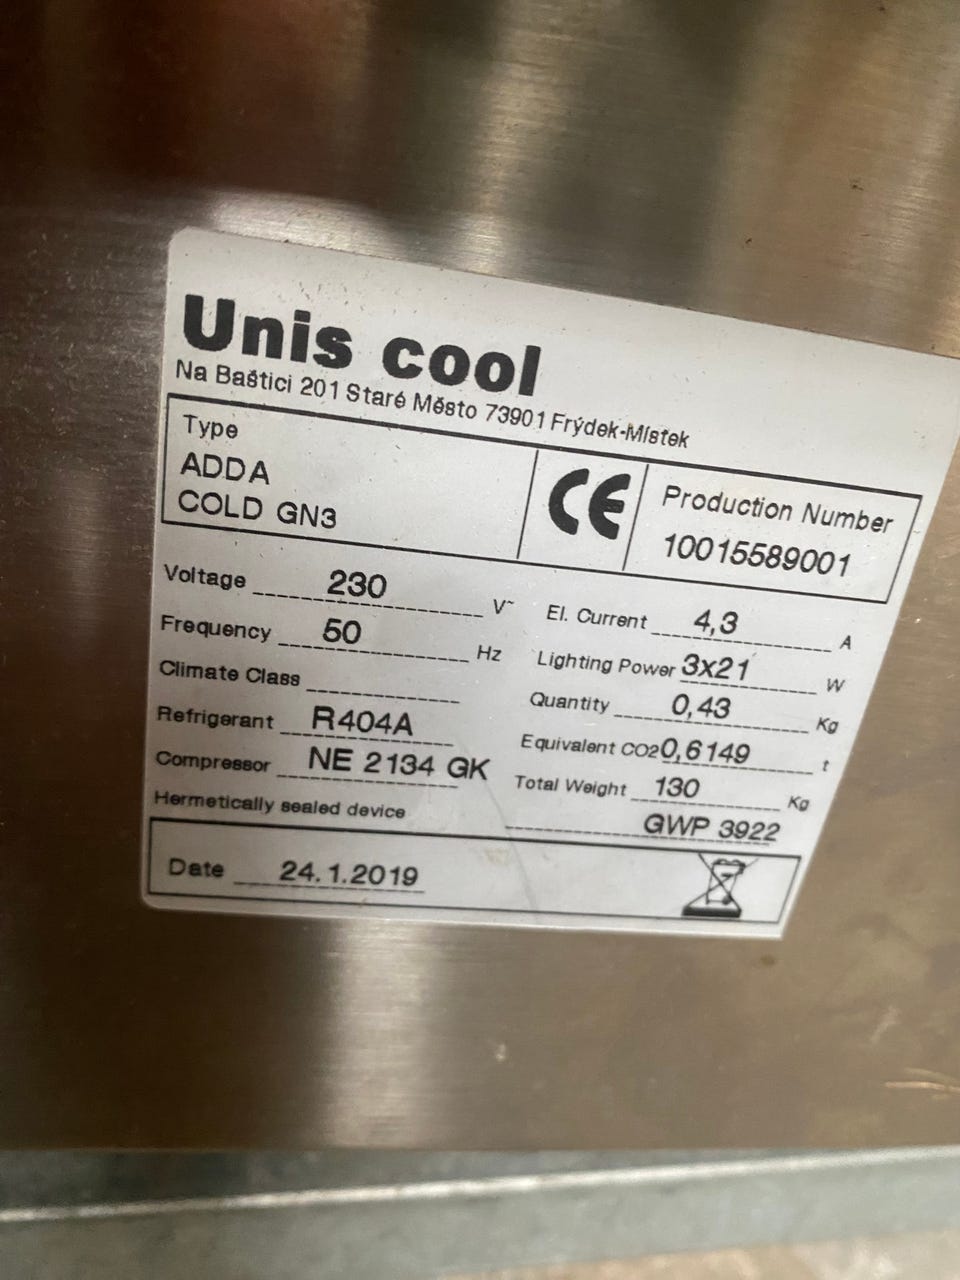 Unis cool
Na Baštici 201 Staré Město 73901 Frýdek-Místek
Type
ADDA
COLD GN3
CE
Production Number
10015589001
Voltage 230 V~
El. Current 4,3 A
Frequency 50 Hz
Lighting Power 3x21 W
Climate Class
Quantity 0,43 Kg
Refrigerant R404A
Equivalent CO2 0,6149 t
Compressor NE 2134 GK
Total Weight 130 Kg
Hermetically sealed device
GWP 3922
Date 24.1.2019